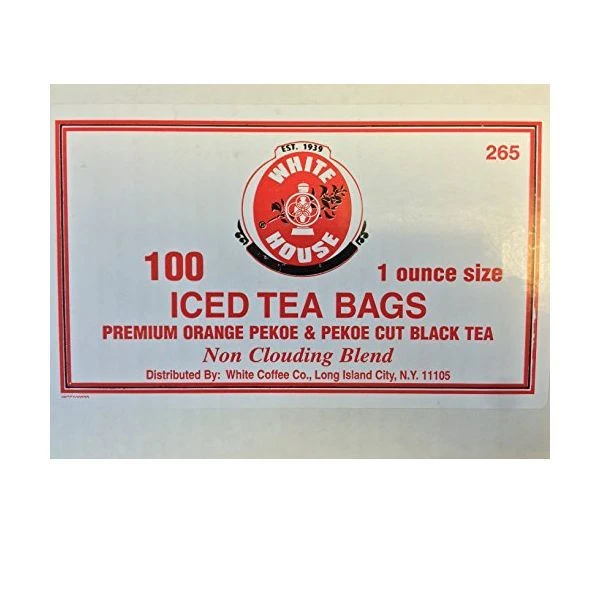 EST. 1939
WHITE
HOUSE
265
100
1 ounce size
ICED TEA BAGS
PREMIUM ORANGE PEKOE & PEKOE CUT BLACK TEA
Non Clouding Blend
Distributed By: White Coffee Co., Long Island City, N.Y. 11105